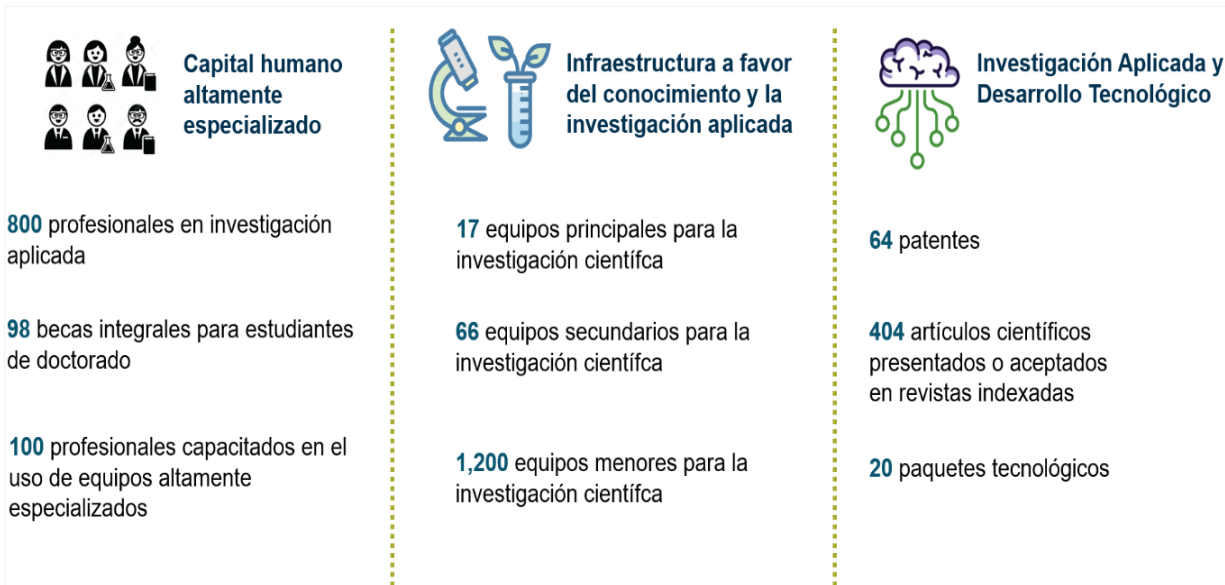 Capital humano
altamente
especializado
800 profesionales en investigación
aplicada
98 becas integrales para estudiantes
de doctorado
100 profesionales capacitados en el
uso de equipos altamente
especializados
Infraestructura a favor
del conocimiento y la
investigación aplicada
17 equipos principales para la
investigación científca
66 equipos secundarios para la
investigación científca
1,200 equipos menores para la
investigación científca
Investigación Aplicada y
Desarrollo Tecnológico
64 patentes
404 artículos científicos
presentados o aceptados
en revistas indexadas
20 paquetes tecnológicos